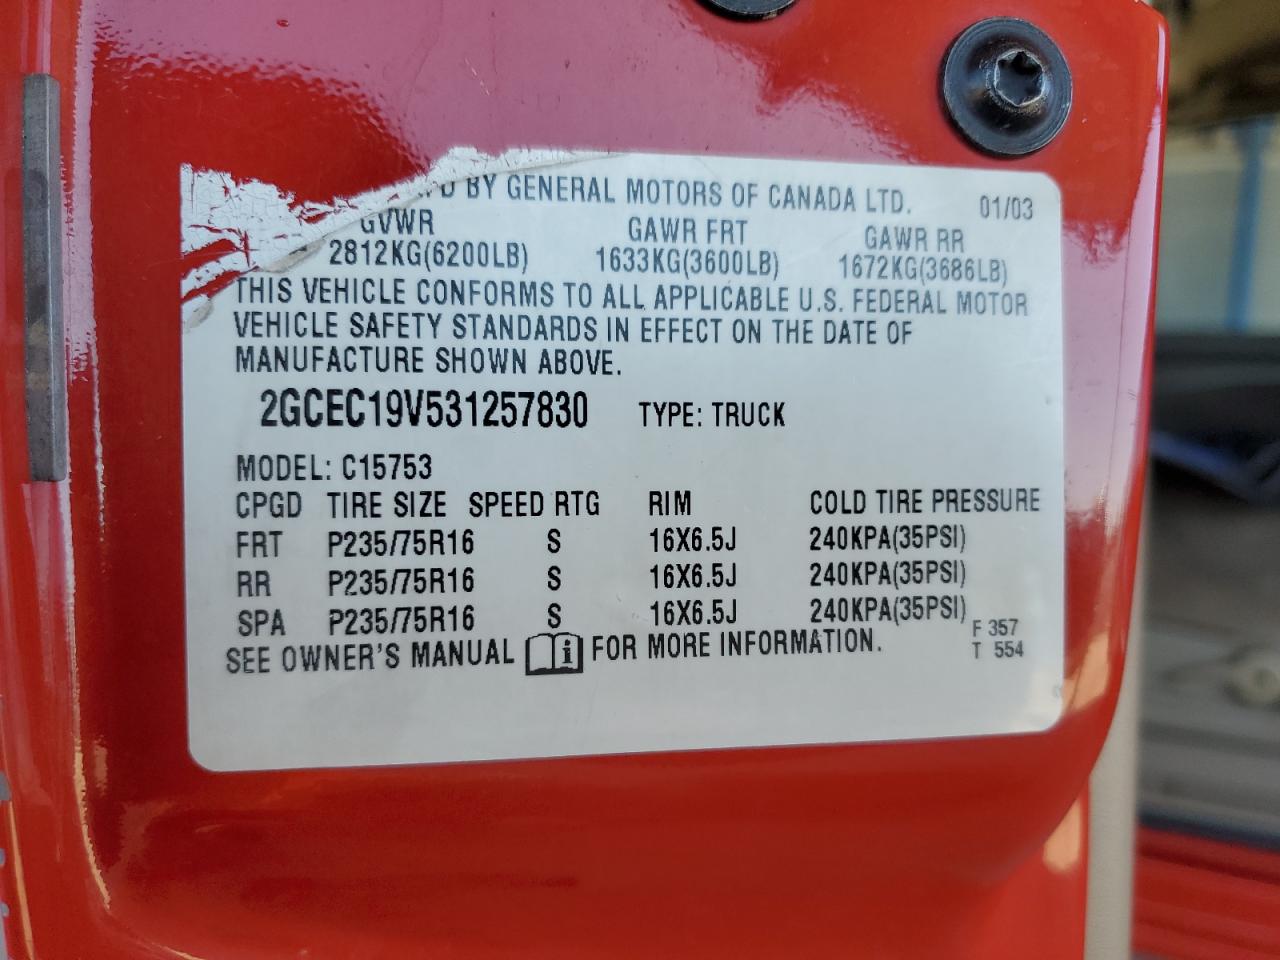 BY GENERAL MOTORS OF CANADA LTD. 01/03
GVWR GAWR FRT GAWR RR
2812KG(6200LB) 1633KG(3600LB) 1672KG(3686LB)
THIS VEHICLE CONFORMS TO ALL APPLICABLE U.S. FEDERAL MOTOR
VEHICLE SAFETY STANDARDS IN EFFECT ON THE DATE OF
MANUFACTURE SHOWN ABOVE.
2GCEC19V531257830 TYPE: TRUCK
MODEL: C15753
CPGD TIRE SIZE SPEED RTG RIM COLD TIRE PRESSURE
FRT P235/75R16 S 16X6.5J 240KPA(35PSI)
RR P235/75R16 S 16X6.5J 240KPA(35PSI)
SPA P235/75R16 S 16X6.5J 240KPA(35PSI)
SEE OWNER'S MANUAL i FOR MORE INFORMATION.
F 357
T 554